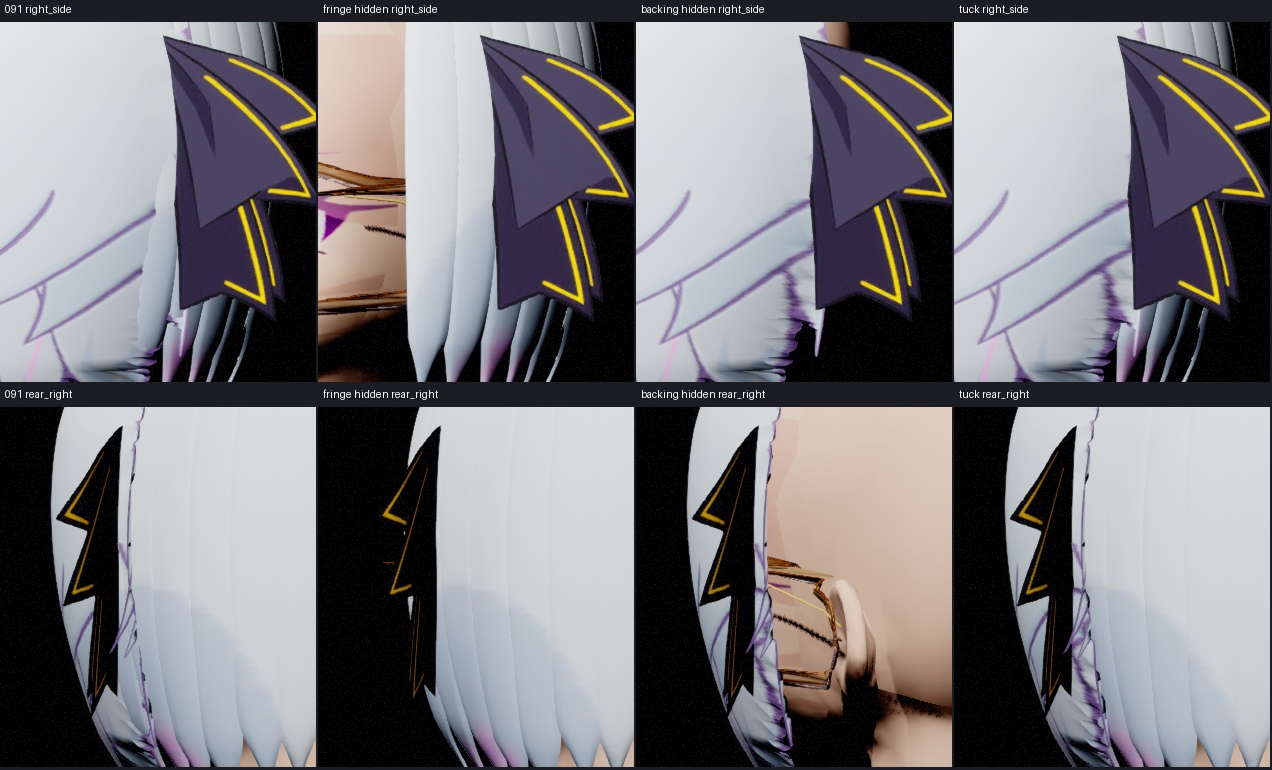 091 right_side
fringe hidden right_side
backing hidden right_side
tuck right_side
091 rear_right
fringe hidden rear_right
backing hidden rear_right
tuck rear_right